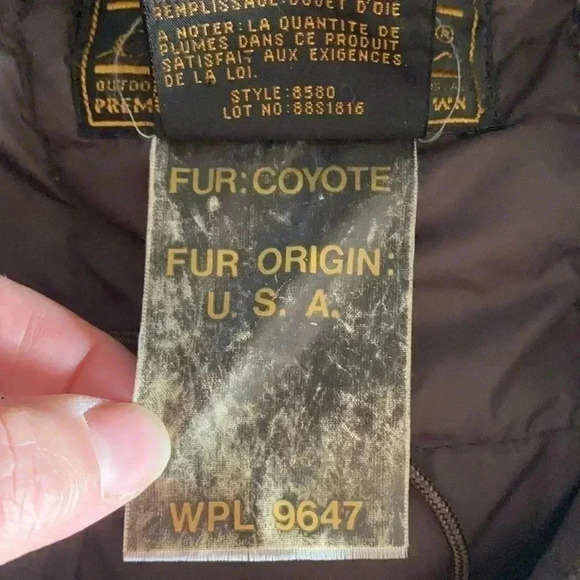 REMPLISSAGE:DUVET D'OIE
A NOTER: LA QUANTITE DE
PLUMES DANS CE PRODUIT
SATISFAIT AUX EXIGENCES
DE LA LOI.
STYLE:8580
LOT NO:88S1816
FUR:COYOTE
FUR ORIGIN:
U. S. A.
WPL 9647